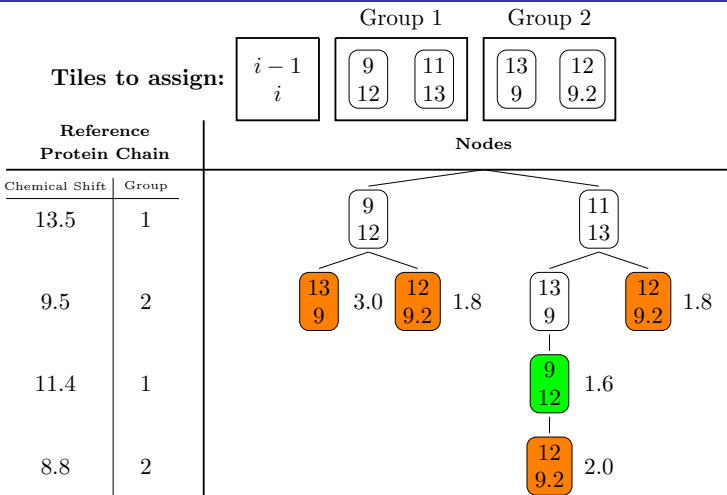 Group 1 Group 2
Tiles to assign:
i − 1 9 11 13 12
i 12 13 9 9.2
Reference
Protein Chain
Nodes
Chemical Shift Group
13.5 1
9 11
12 13
9.5 2
13 3.0 12 1.8 13 12 1.8
9 9.2 9 9.2
11.4 1
9 1.6
12
8.8 2
12 2.0
9.2